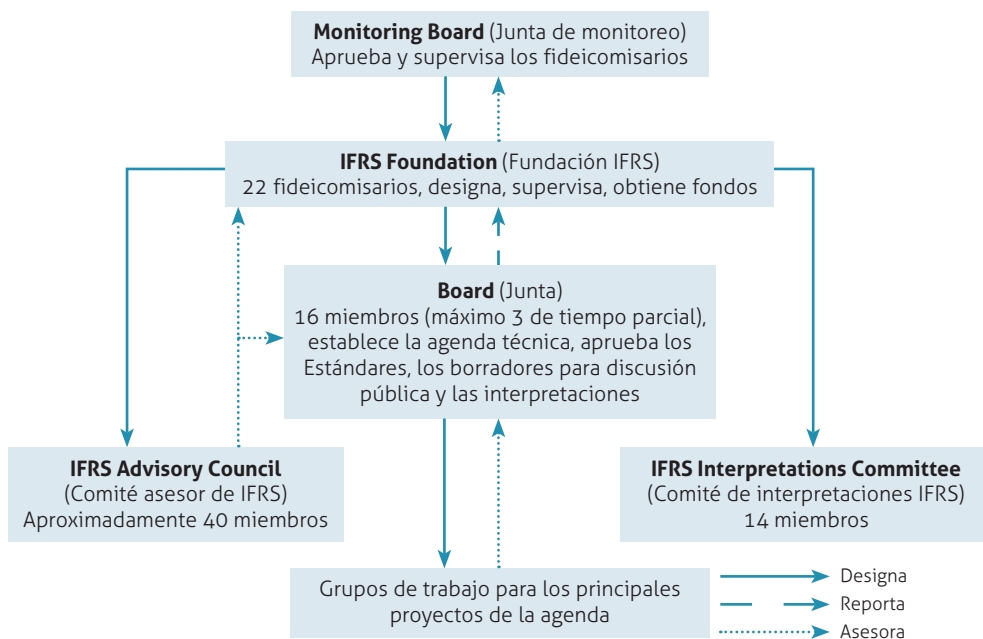 Monitoring Board (Junta de monitoreo)
Aprueba y supervisa los fideicomisarios
IFRS Foundation (Fundación IFRS)
22 fideicomisarios, designa, supervisa, obtiene fondos
Board (Junta)
16 miembros (máximo 3 de tiempo parcial),
establece la agenda técnica, aprueba los
Estándares, los borradores para discusión
pública y las interpretaciones
IFRS Advisory Council
(Comité asesor de IFRS)
Aproximadamente 40 miembros
IFRS Interpretations Committee
(Comité de interpretaciones IFRS)
14 miembros
Grupos de trabajo para los principales
proyectos de la agenda
Designa
Reporta
Asesora